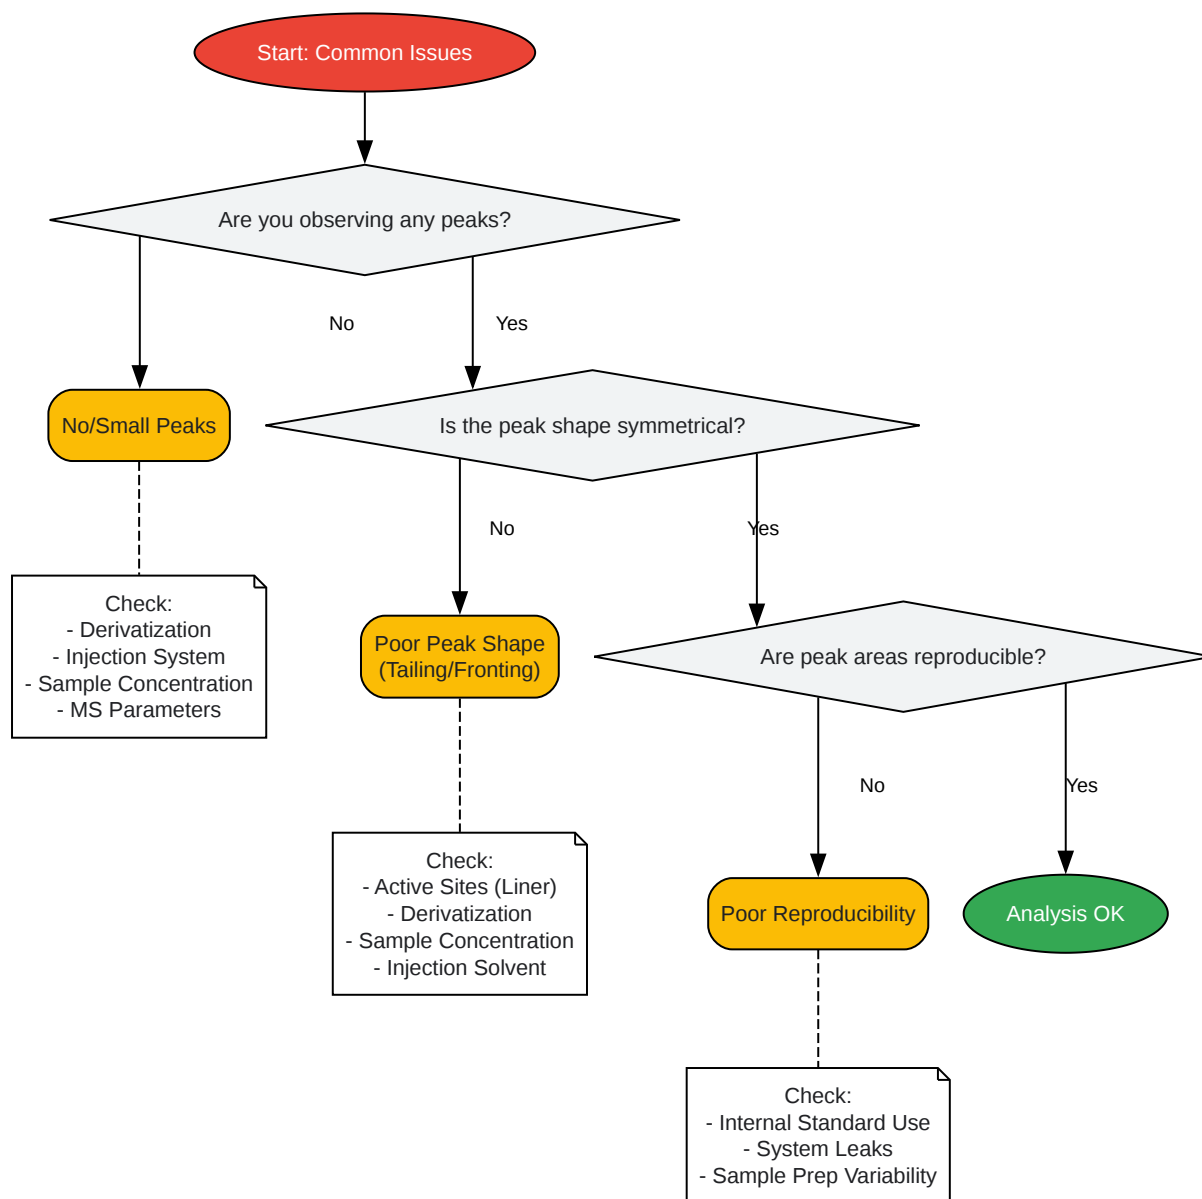 Start: Common Issues
Are you observing any peaks?
No
Yes
No/Small Peaks
Is the peak shape symmetrical?
No
Yes
Check:
- Derivatization
- Injection System
- Sample Concentration
- MS Parameters
Poor Peak Shape
(Tailing/Fronting)
Are peak areas reproducible?
No
Yes
Check:
- Active Sites (Liner)
- Derivatization
- Sample Concentration
- Injection Solvent
Poor Reproducibility
Analysis OK
Check:
- Internal Standard Use
- System Leaks
- Sample Prep Variability